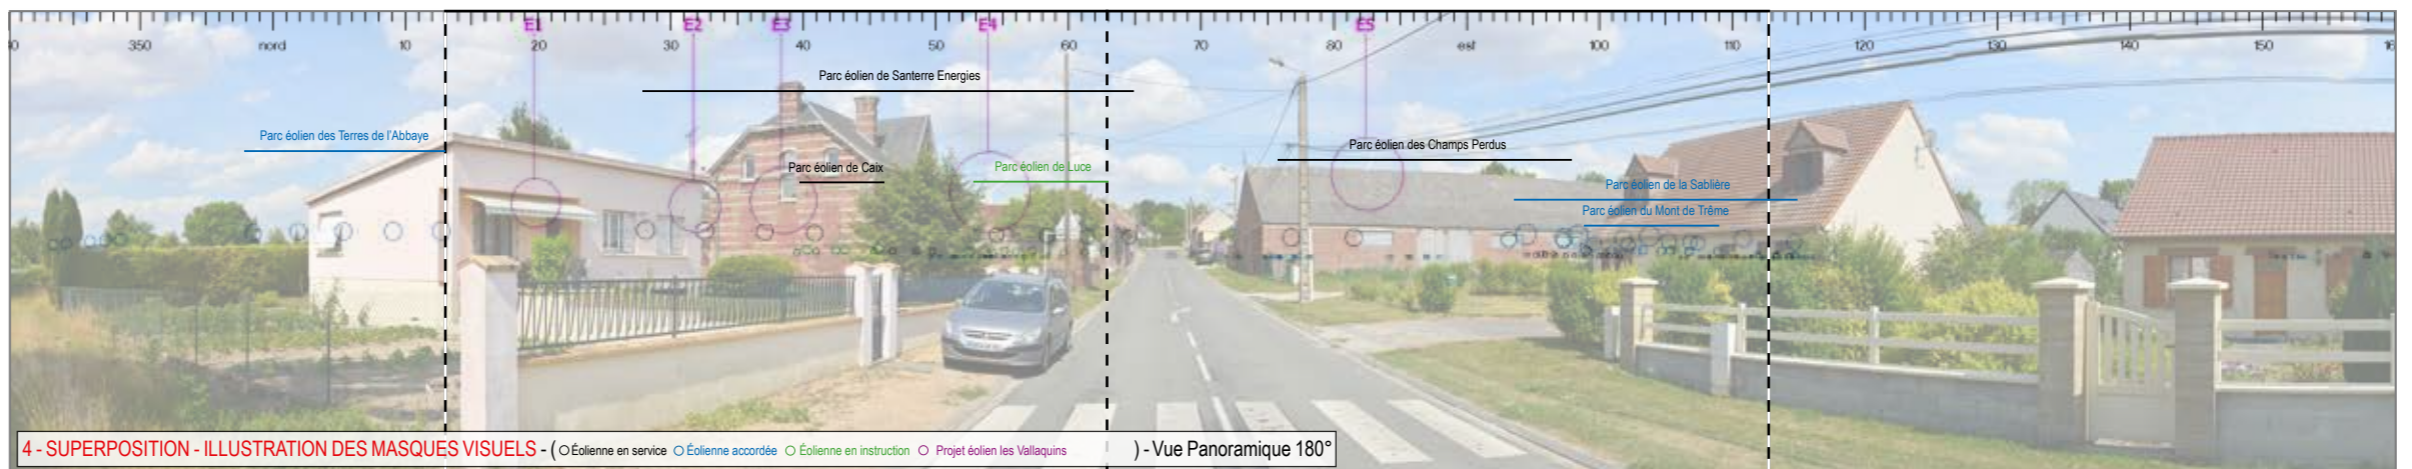 E1 E2 E3 E4 E5
350 nord 10 20 30 40 50 60 70 80 est 100 110 120 130 140 150
Parc éolien de Santerre Energies
Parc éolien des Terres de l'Abbaye
Parc éolien des Champs Perdus
Parc éolien de Caix
Parc éolien de Luce
Parc éolien de la Sablière
Parc éolien du Mont de Trême
4 - SUPERPOSITION - ILLUSTRATION DES MASQUES VISUELS - ( Éolienne en service Éolienne accordée Éolienne en instruction Projet éolien les Vallaquins ) - Vue Panoramique 180°